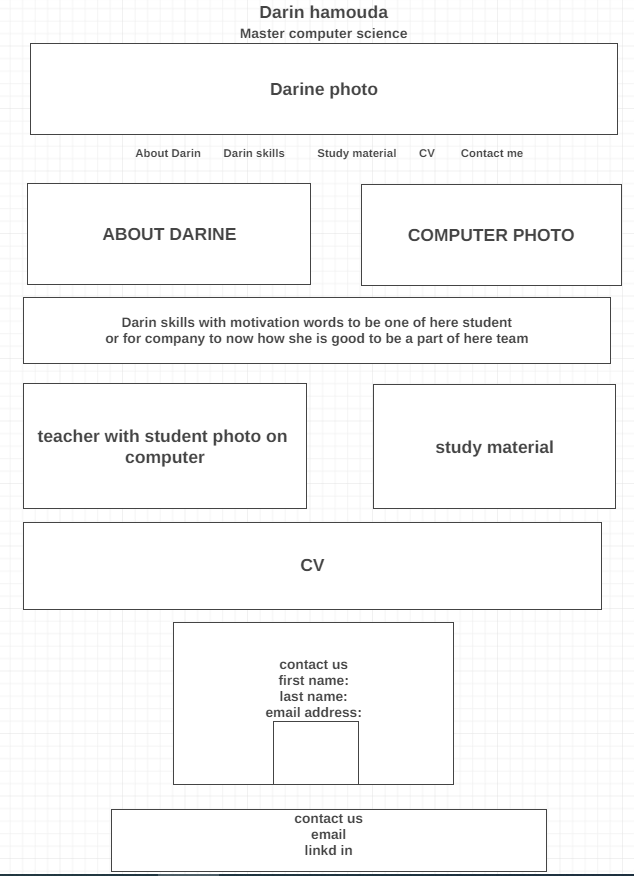 Darin hamouda
Master computer science
Darine photo
About Darin Darin skills Study material CV Contact me
ABOUT DARINE
COMPUTER PHOTO
Darin skills with motivation words to be one of here student
or for company to now how she is good to be a part of here team
teacher with student photo on
computer
study material
CV
contact us
first name:
last name:
email address:
contact us
email
linkd in